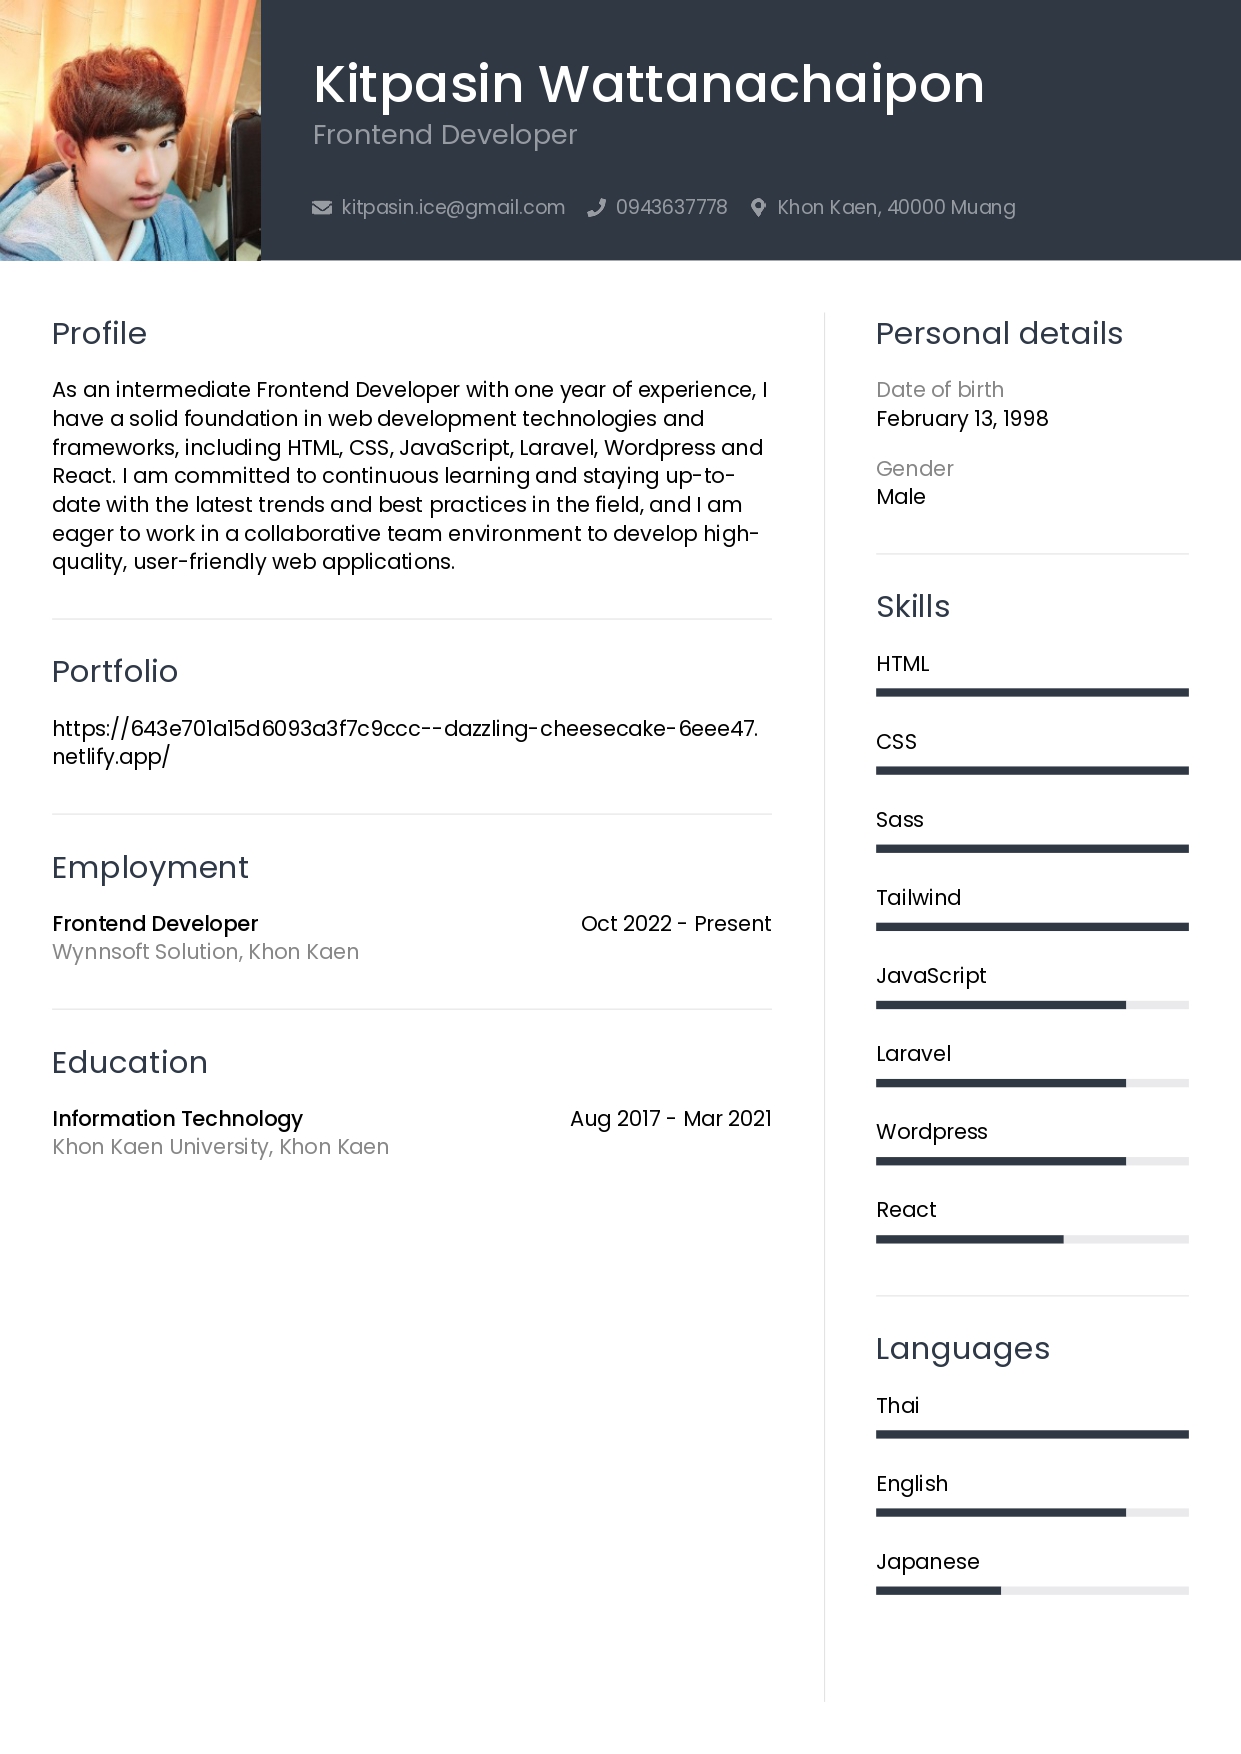 Kitpasin Wattanachaipon
Frontend Developer
kitpasin.ice@gmail.com 0943637778 Khon Kaen, 40000 Muang
Profile
As an intermediate Frontend Developer with one year of experience, I
have a solid foundation in web development technologies and
frameworks, including HTML, CSS, JavaScript, Laravel, Wordpress and
React. I am committed to continuous learning and staying up-to-
date with the latest trends and best practices in the field, and I am
eager to work in a collaborative team environment to develop high-
quality, user-friendly web applications.
Portfolio
https://643e701a15d6093a3f7c9ccc--dazzling-cheesecake-6eee47.
netlify.app/
Employment
Frontend Developer Oct 2022 - Present
Wynnsoft Solution, Khon Kaen
Education
Information Technology Aug 2017 - Mar 2021
Khon Kaen University, Khon Kaen
Personal details
Date of birth
February 13, 1998
Gender
Male
Skills
HTML
CSS
Sass
Tailwind
JavaScript
Laravel
Wordpress
React
Languages
Thai
English
Japanese